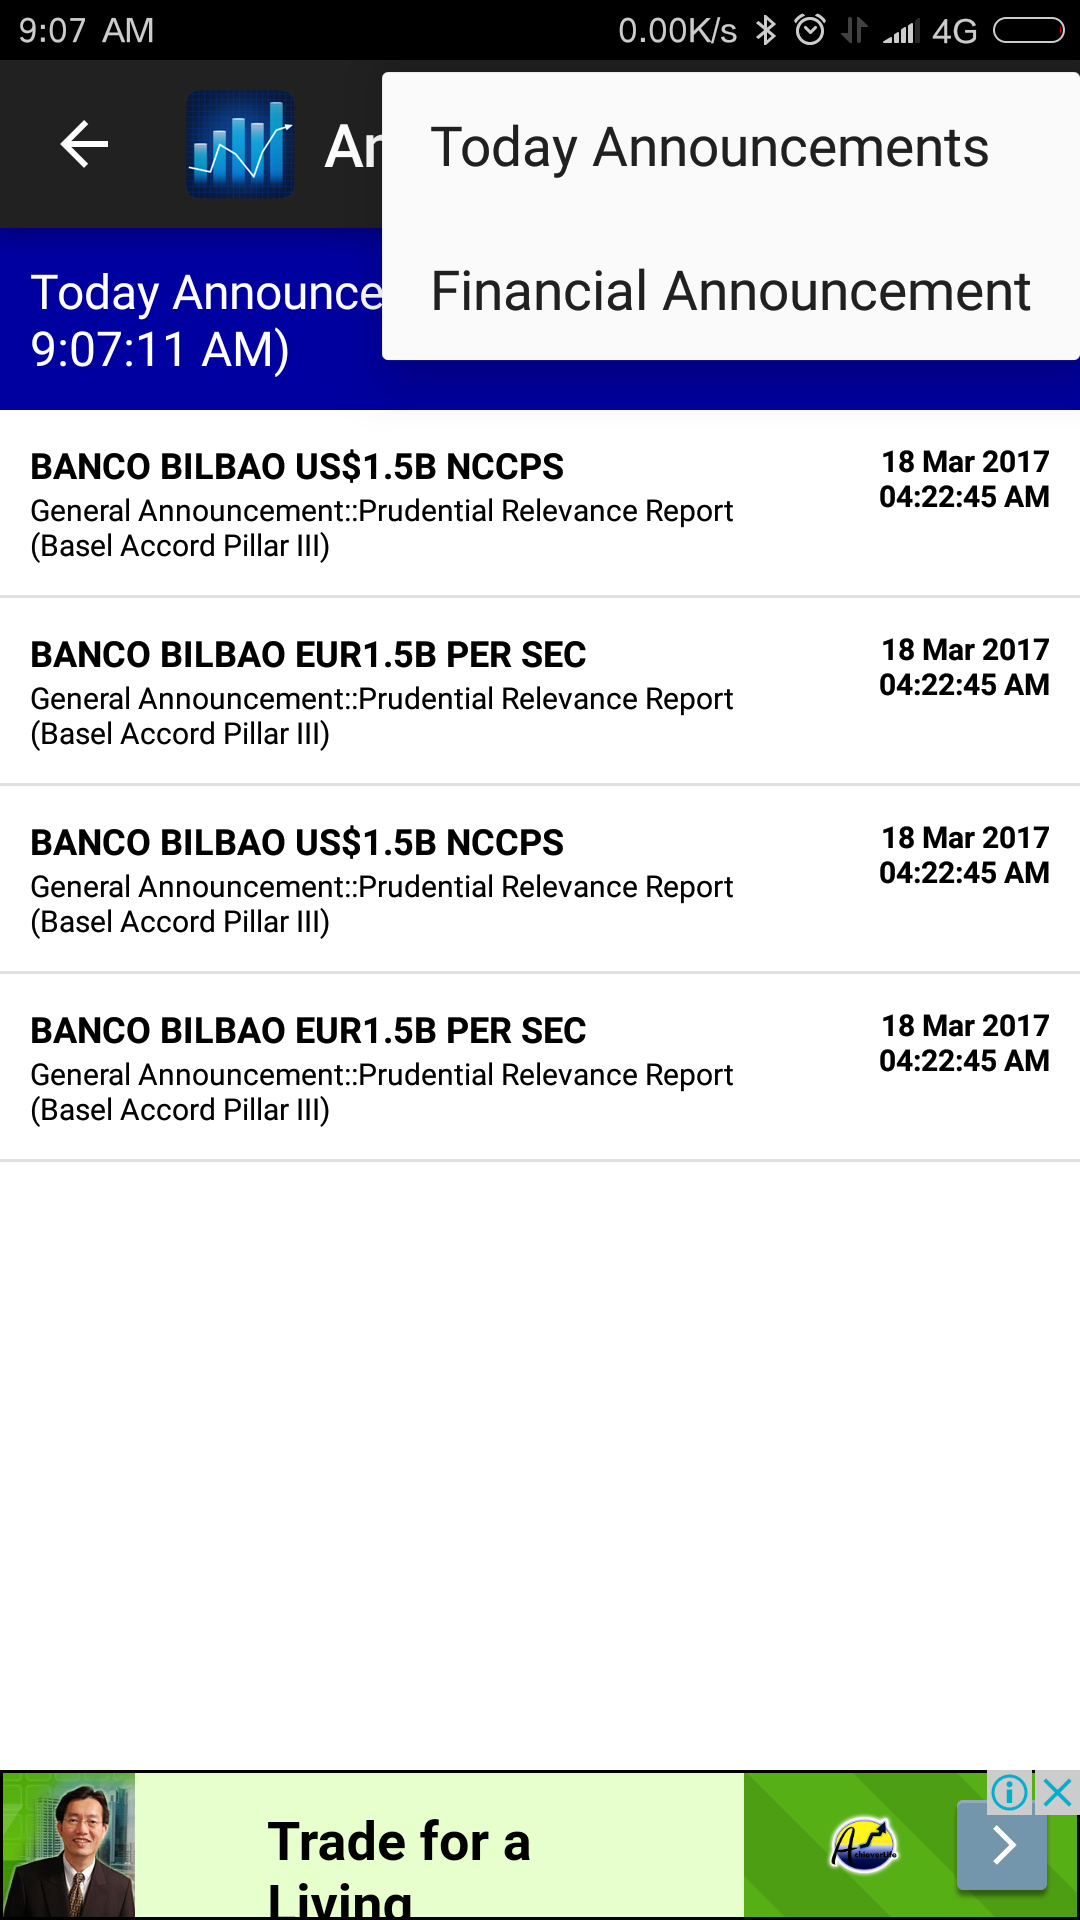 9:07 AM 0.00K/s 4G
Today Announcements
Financial Announcement
Today Announce
9:07:11 AM)
BANCO BILBAO US$1.5B NCCPS 18 Mar 2017
General Announcement::Prudential Relevance Report 04:22:45 AM
(Basel Accord Pillar III)
BANCO BILBAO EUR1.5B PER SEC 18 Mar 2017
General Announcement::Prudential Relevance Report 04:22:45 AM
(Basel Accord Pillar III)
BANCO BILBAO US$1.5B NCCPS 18 Mar 2017
General Announcement::Prudential Relevance Report 04:22:45 AM
(Basel Accord Pillar III)
BANCO BILBAO EUR1.5B PER SEC 18 Mar 2017
General Announcement::Prudential Relevance Report 04:22:45 AM
(Basel Accord Pillar III)
Trade for a
Living